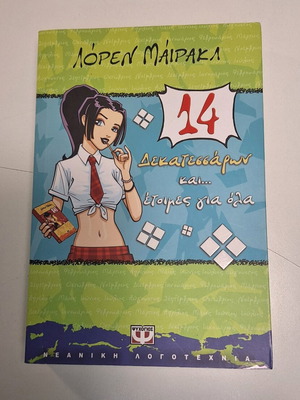 ΛΟΡΕΝ ΜΑΪΡΑΚΛ
14
Δεκατεσσάρων
και...
έτοιμες για όλα
ΨΥΧΟΓΙΟΣ
ΝΕΑΝΙΚΗ ΛΟΓΟΤΕΧΝΙΑ